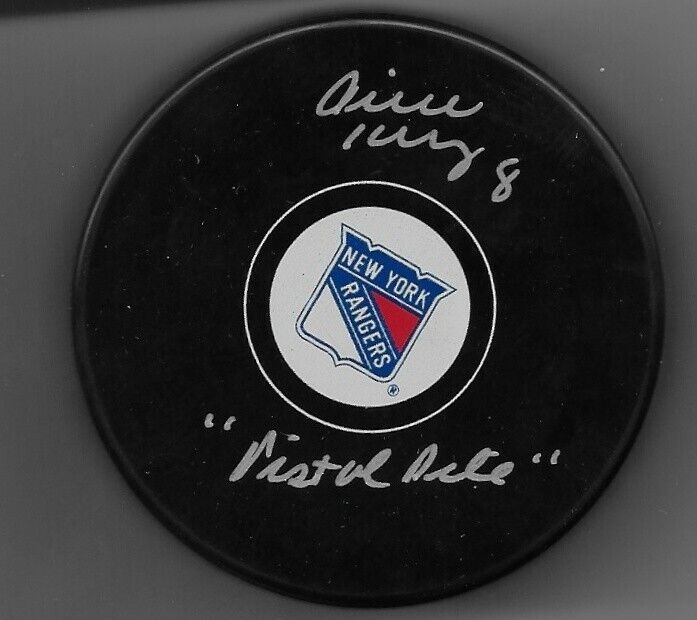 8
NEW YORK
RANGERS
"Pistol Pete"